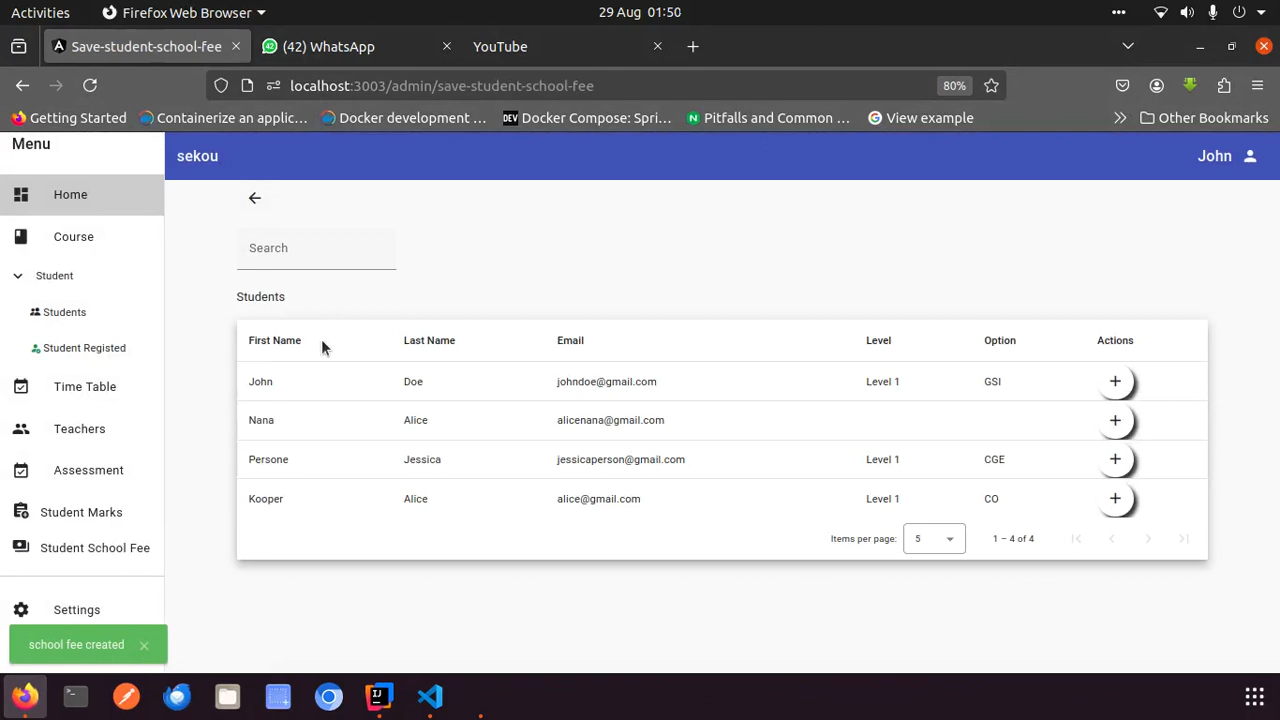 Activities Firefox Web Browser 29 Aug 01:50
Save-student-school-fee (42) WhatsApp YouTube
localhost:3003/admin/save-student-school-fee 80%
Getting Started Containerize an applic… Docker development … DEV Docker Compose: Spri… Pitfalls and Common … View example Other Bookmarks
Menu
sekou John
Home
Course
Student
Students
Student Registed
Time Table
Teachers
Assessment
Student Marks
Student School Fee
Settings
Search
Students
First Name Last Name Email Level Option Actions
John Doe johndoe@gmail.com Level 1 GSI +
Nana Alice alicenana@gmail.com +
Persone Jessica jessicaperson@gmail.com Level 1 CGE +
Kooper Alice alice@gmail.com Level 1 CO +
Items per page: 5 1 – 4 of 4
school fee created